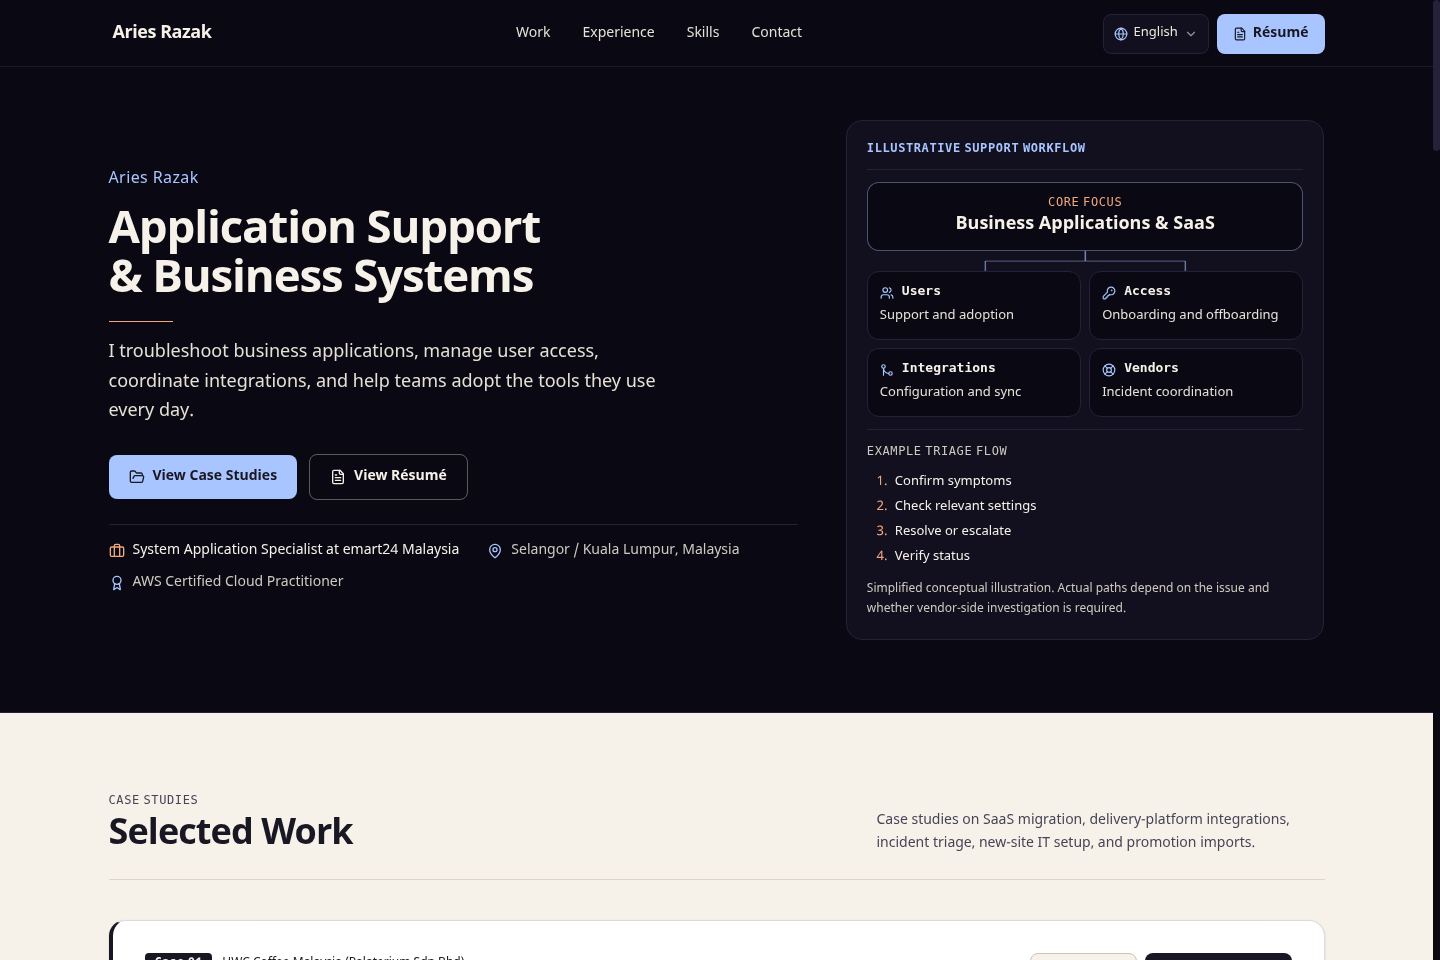 Aries Razak
Work
Experience
Skills
Contact
English
Résumé
Aries Razak
Application Support
& Business Systems
I troubleshoot business applications, manage user access,
coordinate integrations, and help teams adopt the tools they use
every day.
View Case Studies
View Résumé
System Application Specialist at emart24 Malaysia
Selangor / Kuala Lumpur, Malaysia
AWS Certified Cloud Practitioner
ILLUSTRATIVE SUPPORT WORKFLOW
CORE FOCUS
Business Applications & SaaS
Users
Support and adoption
Access
Onboarding and offboarding
Integrations
Configuration and sync
Vendors
Incident coordination
EXAMPLE TRIAGE FLOW
1. Confirm symptoms
2. Check relevant settings
3. Resolve or escalate
4. Verify status
Simplified conceptual illustration. Actual paths depend on the issue and
whether vendor-side investigation is required.
CASE STUDIES
Selected Work
Case studies on SaaS migration, delivery-platform integrations,
incident triage, new-site IT setup, and promotion imports.